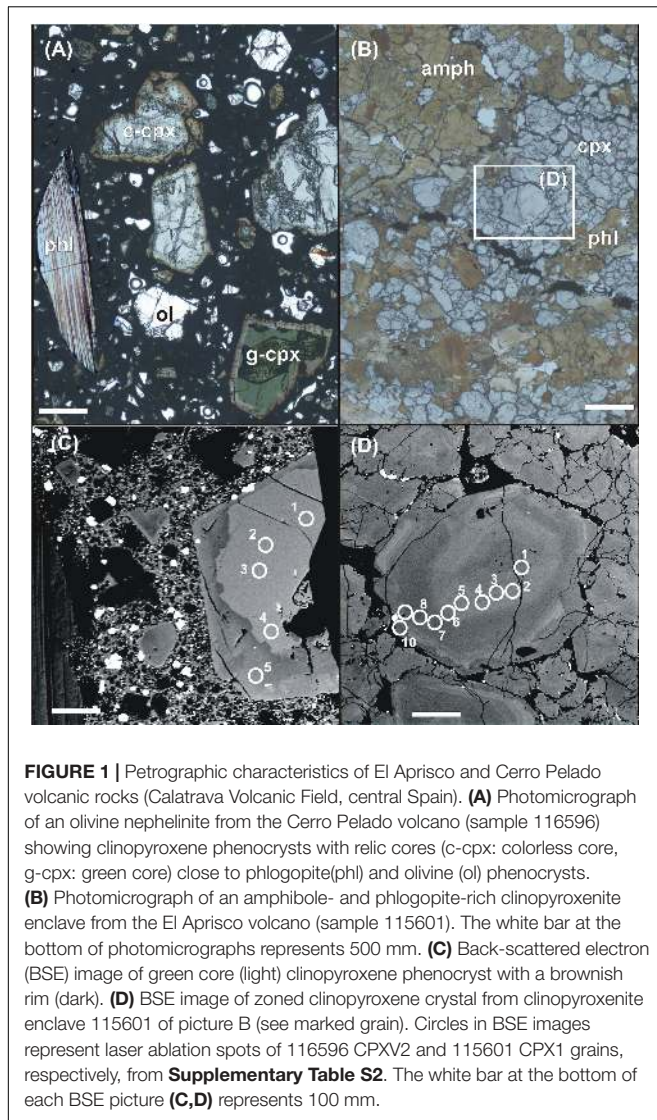 (A)
(B)
amph
c-cpx
cpx
(D)
phl
phl
ol
g-cpx
(C)
(D)
1
2
3
4
5
1
2
3
4
5
6
7
8
9
10
FIGURE 1 | Petrographic characteristics of El Aprisco and Cerro Pelado
volcanic rocks (Calatrava Volcanic Field, central Spain). (A) Photomicrograph
of an olivine nephelinite from the Cerro Pelado volcano (sample 116596)
showing clinopyroxene phenocrysts with relic cores (c-cpx: colorless core,
g-cpx: green core) close to phlogopite(phl) and olivine (ol) phenocrysts.
(B) Photomicrograph of an amphibole- and phlogopite-rich clinopyroxenite
enclave from the El Aprisco volcano (sample 115601). The white bar at the
bottom of photomicrographs represents 500 mm. (C) Back-scattered electron
(BSE) image of green core (light) clinopyroxene phenocryst with a brownish
rim (dark). (D) BSE image of zoned clinopyroxene crystal from clinopyroxenite
enclave 115601 of picture B (see marked grain). Circles in BSE images
represent laser ablation spots of 116596 CPXV2 and 115601 CPX1 grains,
respectively, from Supplementary Table S2. The white bar at the bottom of
each BSE picture (C,D) represents 100 mm.